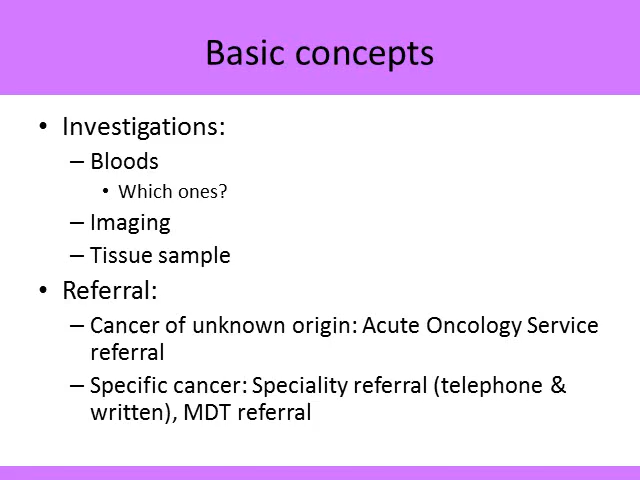 Basic concepts
• Investigations:
– Bloods
• Which ones?
– Imaging
– Tissue sample
• Referral:
– Cancer of unknown origin: Acute Oncology Service
referral
– Specific cancer: Speciality referral (telephone &
written), MDT referral